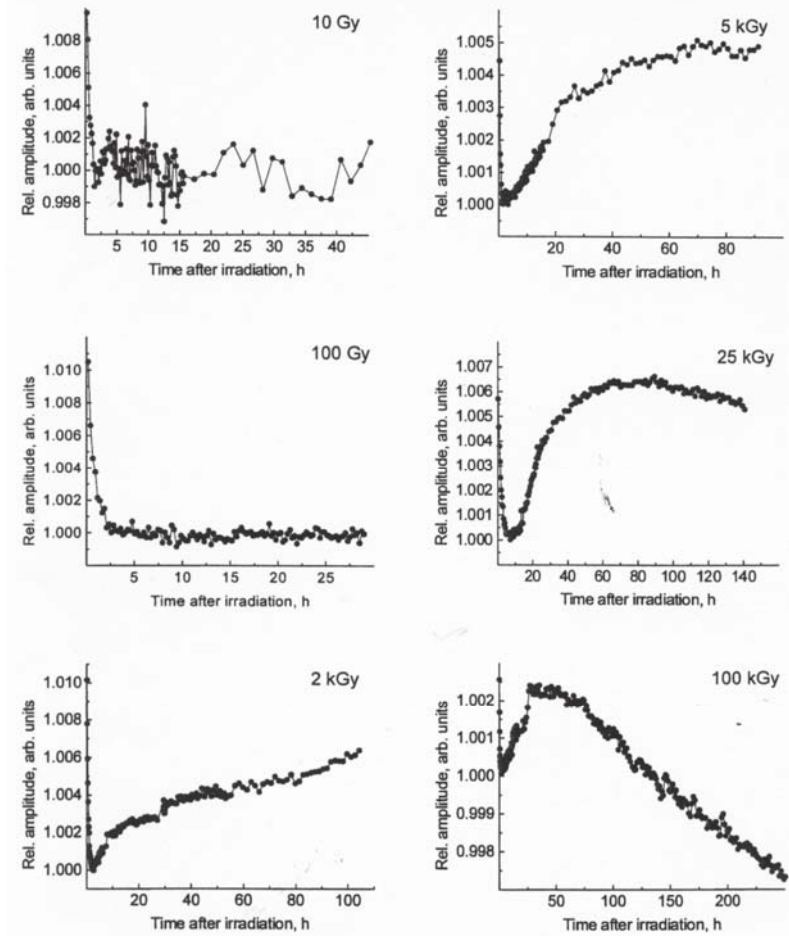 10 Gy
Rel. amplitude, arb. units
1.008
1.006
1.004
1.002
1.000
0.998
5 10 15 20 25 30 35 40
Time after irradiation, h
5 kGy
Rel. amplitude, arb. units
1.005
1.004
1.003
1.002
1.001
1.000
0 20 40 60 80
Time after irradiation, h
100 Gy
Rel. amplitude, arb. units
1.010
1.008
1.006
1.004
1.002
1.000
5 10 15 20 25
Time after irradiation, h
25 kGy
Rel. amplitude, arb. units
1.007
1.006
1.005
1.004
1.003
1.002
1.001
1.000
20 40 60 80 100 120 140
Time after irradiation, h
2 kGy
Rel. amplitude, arb. units
1.010
1.008
1.006
1.004
1.002
1.000
0 20 40 60 80 100
Time after irradiation, h
100 kGy
Rel. amplitude, arb. units
1.002
1.001
1.000
0.999
0.998
0 50 100 150 200
Time after irradiation, h